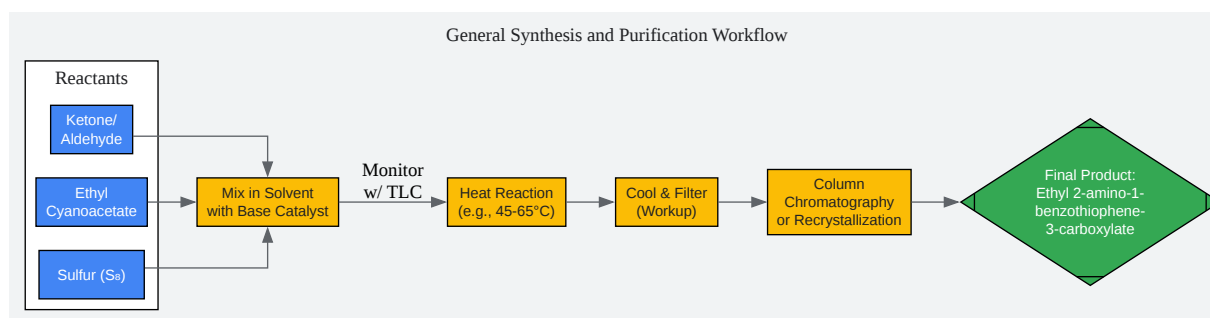 General Synthesis and Purification Workflow
Reactants
Ketone/
Aldehyde
Ethyl
Cyanoacetate
Sulfur (S₈)
Mix in Solvent
with Base Catalyst
Monitor
w/ TLC
Heat Reaction
(e.g., 45-65°C)
Cool & Filter
(Workup)
Column
Chromatography
or Recrystallization
Final Product:
Ethyl 2-amino-1-
benzothiophene-
3-carboxylate